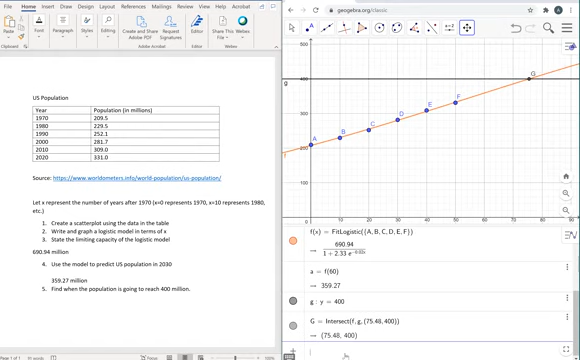 File Home Insert Design Layout References Mailings Review View Help
geogebra.org/classic
Paste
Clipboard
Font
Paragraph
Styles
Editing
Create and Share Adobe PDF
Request Signatures
Adobe Acrobat
Share This File
Editor
Reuse Files
US Population
Year Population (in millions)
1970 209.5
1980 229.5
1990 252.1
2000 281.7
2010 309.0
2020 331.0
Source: https://www.worldometers.info/world-population/us-population/
Let x represent the number of years after 1970 (x=0 represents 1970, x=10 represents 1980,
etc.)
1. Create a scatterplot using the data in the table
2. Write and graph a logistic model in terms of x
3. State the limiting capacity of the logistic model
690.94 million
4. Use the model to predict US population in 2030
359.27 million
5. Find when the population is going to reach 400 million.
Page 1 of 1
Focus
500
400
300
200
100
0 10 20 30 40 50 60 70 80 90
g
f
A
B
C
D
E
F
G
f(x) = FitLogistic({A, B, C, D, E, F})
→ 690.94 / 1 + 2.33 e^-0.02x
a = f(60)
→ 359.27
g : y = 400
G = Intersect(f, g, (75.48, 400))
→ (75.48, 400)